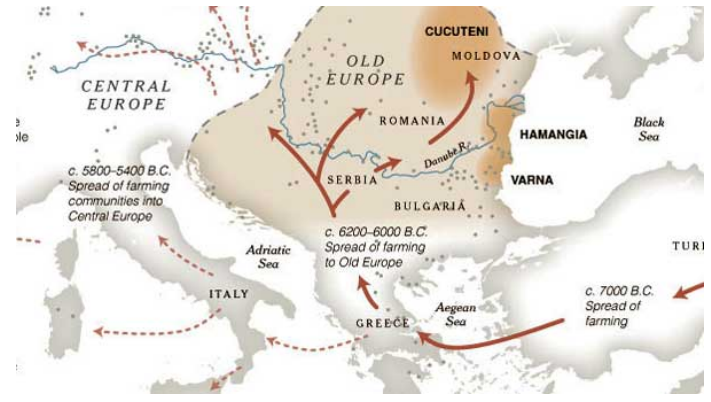 CUCUTENI
OLD
EUROPE
MOLDOVA
CENTRAL
EUROPE
ROMANIA
HAMANGIA
Black
Sea
Danube R.
c. 5800–5400 B.C.
Spread of farming
communities into
Central Europe
SERBIA
VARNA
BULGARIA
c. 6200–6000 B.C.
Spread of farming
to Old Europe
Adriatic
Sea
TUR
c. 7000 B.C.
Spread of
farming
ITALY
Aegean
Sea
GREECE